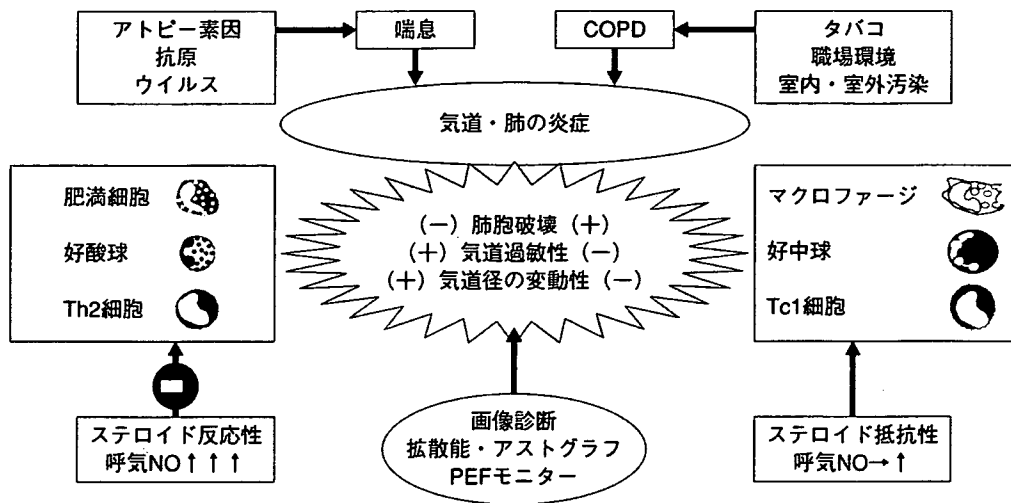 アトピー素因
抗原
ウイルス
喘息
COPD
タバコ
職場環境
室内・室外汚染
気道・肺の炎症
肥満細胞
好酸球
Th2細胞
(−) 肺胞破壊 (+)
(+) 気道過敏性 (−)
(+) 気道径の変動性 (−)
マクロファージ
好中球
Tc1細胞
ステロイド反応性
呼気NO↑↑↑
画像診断
拡散能・アストグラフ
PEFモニター
ステロイド抵抗性
呼気NO→↑